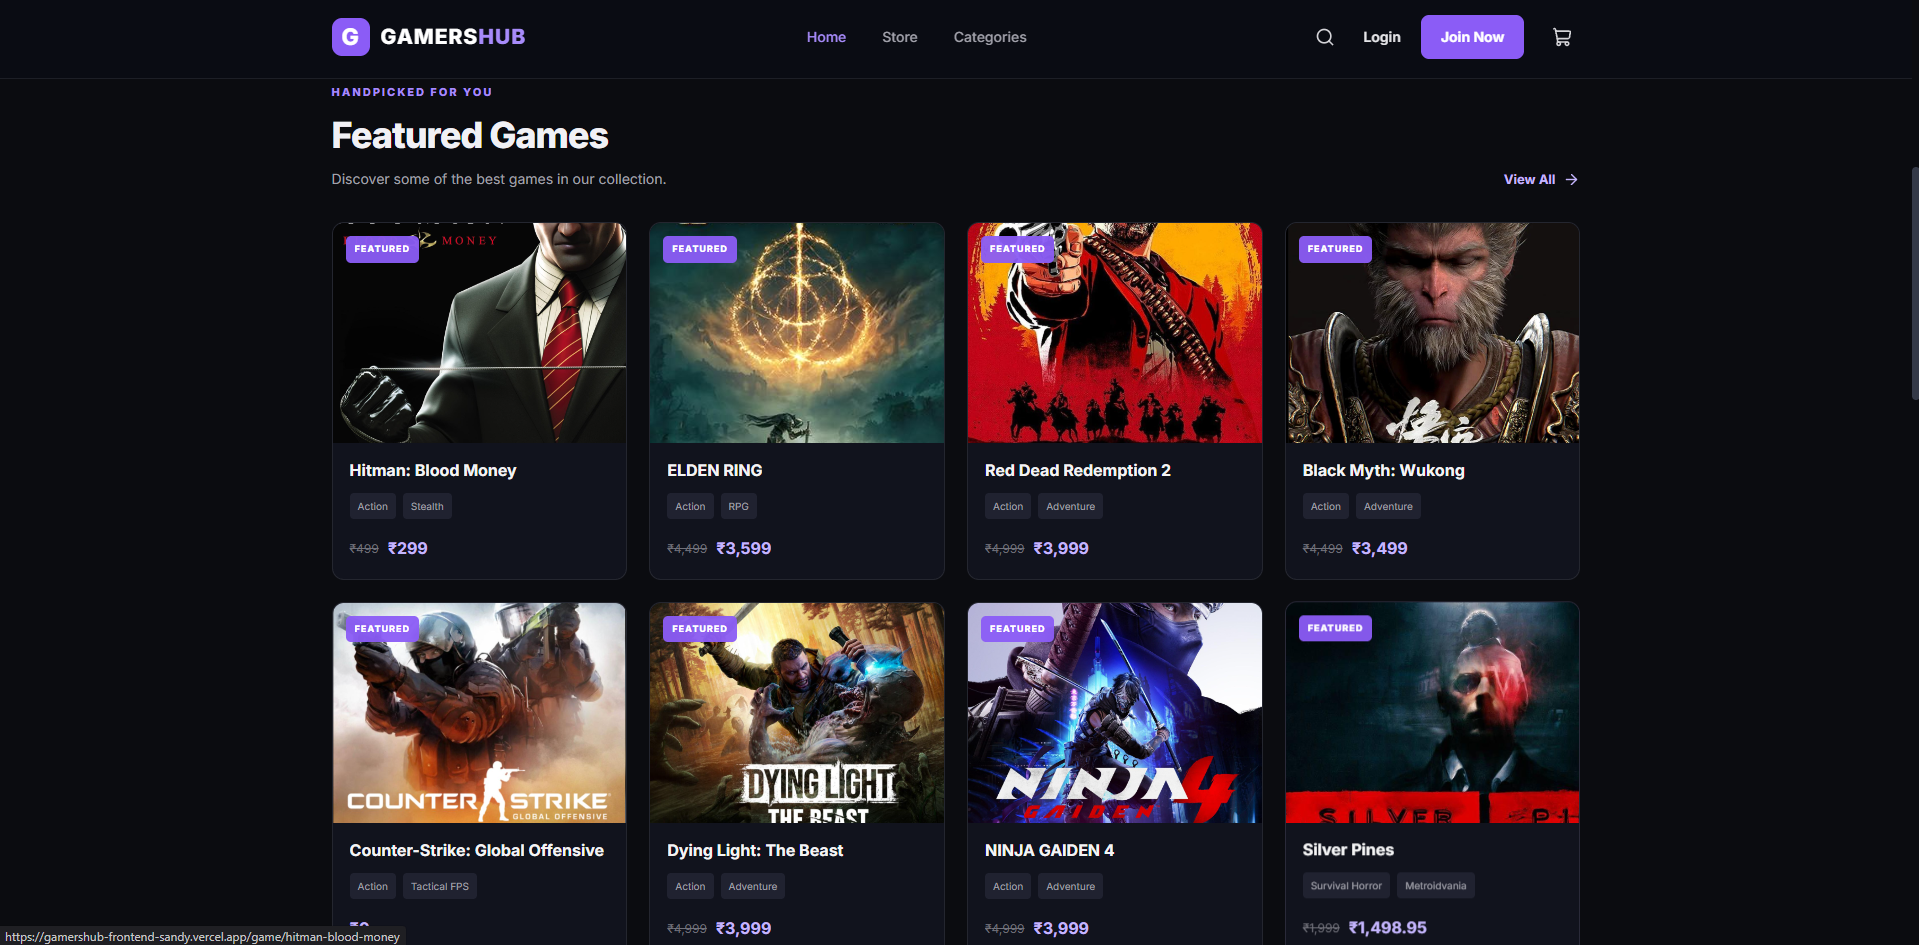 G GAMERSHUB
Home Store Categories
Login Join Now
HANDPICKED FOR YOU
Featured Games
Discover some of the best games in our collection.
View All
FEATURED
MONEY
FEATURED
FEATURED
FEATURED
悟空
Hitman: Blood Money
Action Stealth
₹499 ₹299
ELDEN RING
Action RPG
₹4,499 ₹3,599
Red Dead Redemption 2
Action Adventure
₹4,999 ₹3,999
Black Myth: Wukong
Action Adventure
₹4,499 ₹3,499
FEATURED
COUNTER STRIKE
GLOBAL OFFENSIVE
FEATURED
DYING LIGHT
THE BEAST
FEATURED
NINJA
GAIDEN 4
FEATURED
SILVER PI
Counter-Strike: Global Offensive
Action Tactical FPS
₹0
Dying Light: The Beast
Action Adventure
₹4,999 ₹3,999
NINJA GAIDEN 4
Action Adventure
₹4,999 ₹3,999
Silver Pines
Survival Horror Metroidvania
₹1,999 ₹1,498.95
https://gamershub-frontend-sandy.vercel.app/game/hitman-blood-money